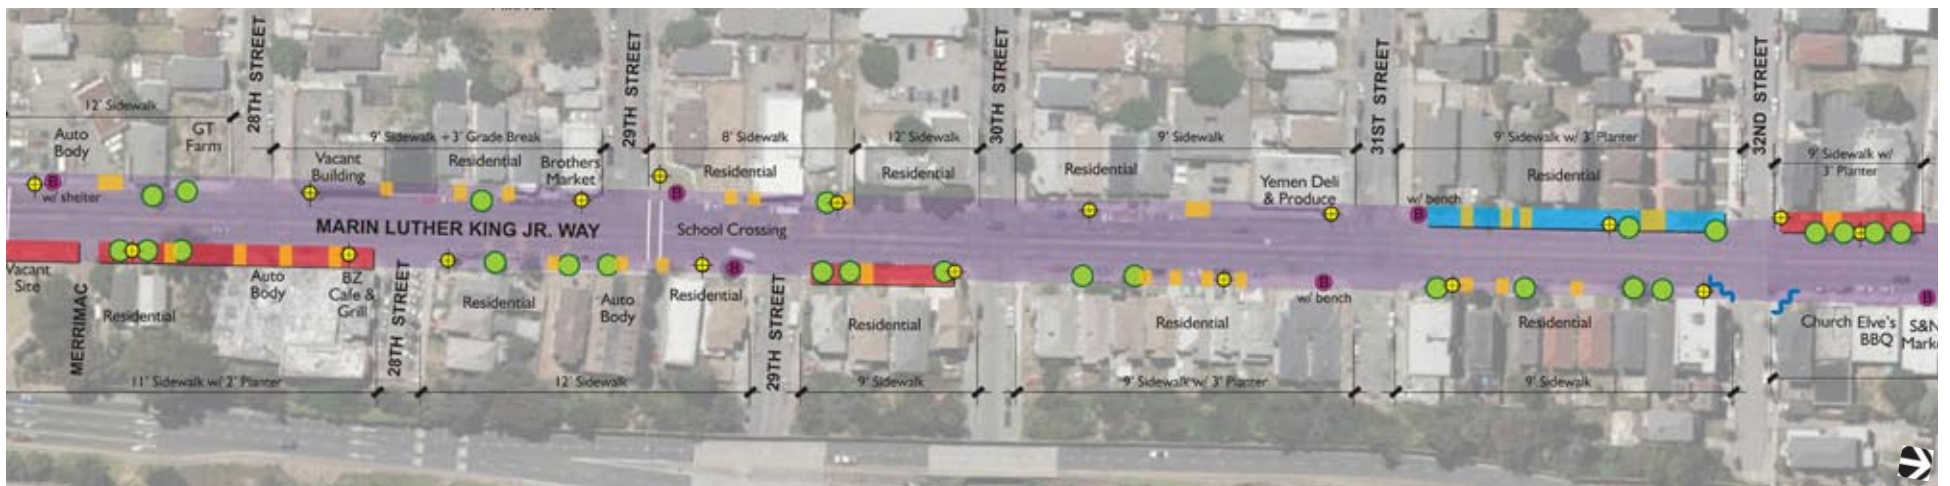 28TH STREET
29TH STREET
30TH STREET
31ST STREET
32ND STREET
12' Sidewalk
Auto
Body
GT
Farm
9' Sidewalk +3' Grade Break
Vacant
Building
Residential
Brothers
Market
8' Sidewalk
Residential
12' Sidewalk
Residential
9' Sidewalk
Residential
Yemen Deli
& Produce
9' Sidewalk w/ 3' Planter
Residential
9' Sidewalk w/
3' Planter
B
w/ shelter
B
B
w/ bench
MARIN LUTHER KING JR. WAY
School Crossing
Vacant
Site
MERRIMAC
Residential
Auto
Body
BZ
Cafe &
Grill
28TH STREET
Residential
Auto
Body
Residential
B
29TH STREET
Residential
Residential
B
w/ bench
Residential
Church
Elve's
BBQ
S&N
Mark
B
11' Sidewalk w/ 2' Planter
12' Sidewalk
9' Sidewalk
9' Sidewalk w/ 3' Planter
9' Sidewalk